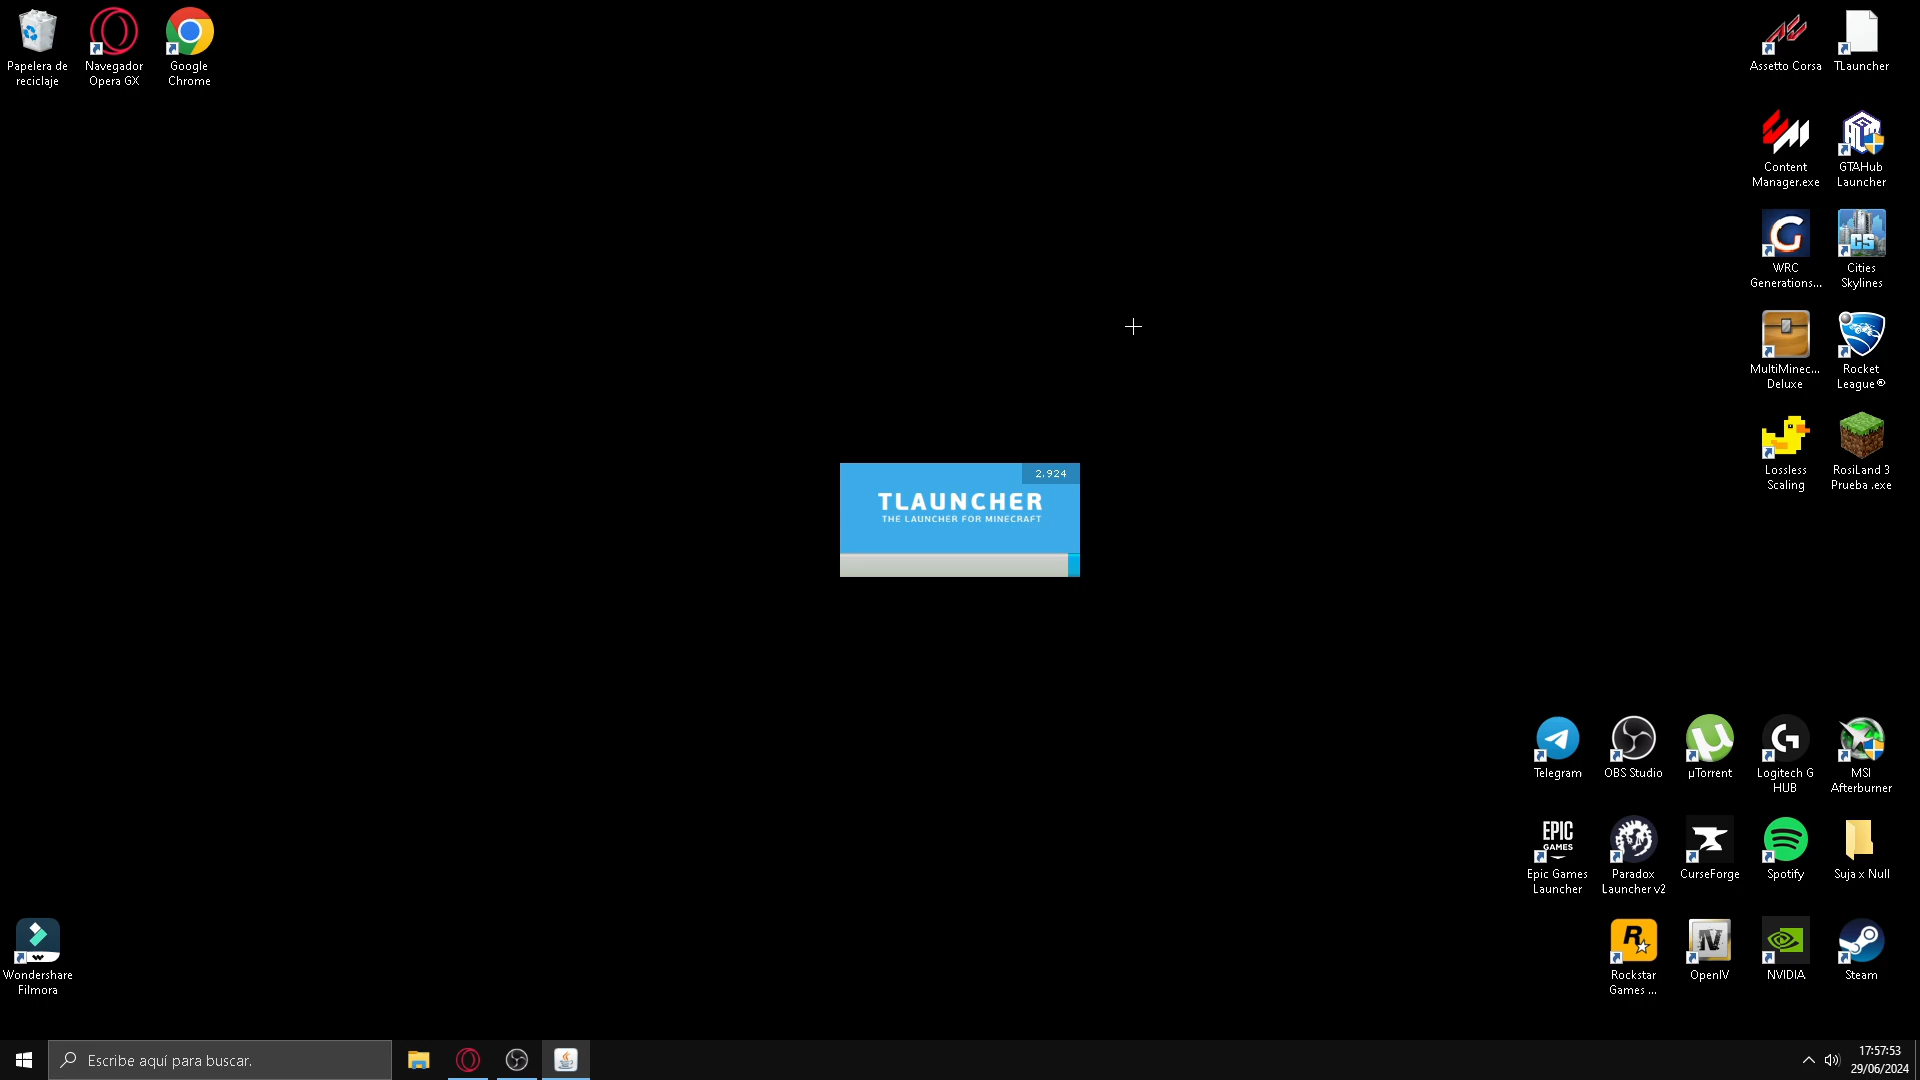 Papelera de
reciclaje
Navegador
Opera GX
Google
Chrome
Assetto Corsa
TLauncher
Content
Manager.exe
GTAHub
Launcher
WRC
Generations...
Cities
Skylines
MultiMinec...
Deluxe
Rocket
League®
Lossless
Scaling
RosiLand 3
Prueba .exe
2.924
TLAUNCHER
THE LAUNCHER FOR MINECRAFT
Telegram
OBS Studio
µTorrent
Logitech G
HUB
MSI
Afterburner
EPIC
GAMES
Epic Games
Launcher
Paradox
Launcher v2
CurseForge
Spotify
Suja x Null
Wondershare
Filmora
Rockstar
Games ...
OpenIV
NVIDIA
Steam
Escribe aquí para buscar.
17:57:53
29/06/2024